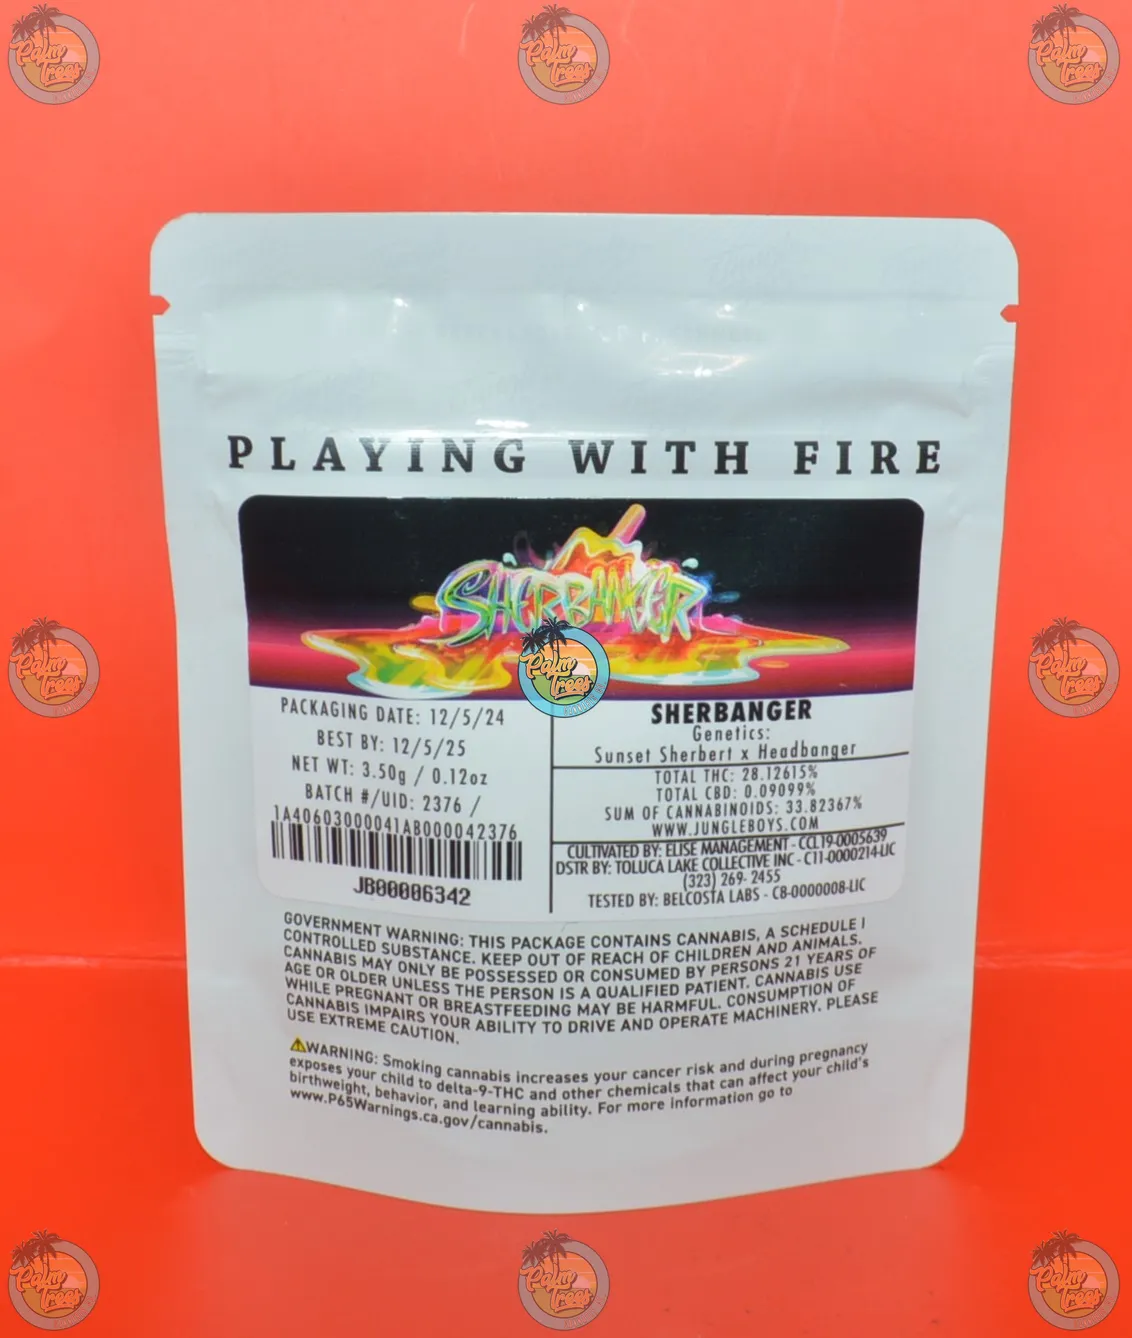 PLAYING WITH FIRE
SHERBANGER
Palm
Trees
PACKAGING DATE: 12/5/24
BEST BY: 12/5/25
NET WT: 3.50g / 0.12oz
BATCH #/UID: 2376 /
1A40603000041AB000042376
JB00006342
SHERBANGER
Genetics:
Sunset Sherbert x Headbanger
TOTAL THC: 28.12615%
TOTAL CBD: 0.09099%
SUM OF CANNABINOIDS: 33.82367%
WWW.JUNGLEBOYS.COM
CULTIVATED BY: ELISE MANAGEMENT - CCL19-0005639
DSTR BY: TOLUCA LAKE COLLECTIVE INC - C11-0000214-LIC
(323) 269- 2455
TESTED BY: BELCOSTA LABS - C8-0000008-LIC
GOVERNMENT WARNING: THIS PACKAGE CONTAINS CANNABIS, A SCHEDULE I
CONTROLLED SUBSTANCE. KEEP OUT OF REACH OF CHILDREN AND ANIMALS.
CANNABIS MAY ONLY BE POSSESSED OR CONSUMED BY PERSONS 21 YEARS OF
AGE OR OLDER UNLESS THE PERSON IS A QUALIFIED PATIENT. CANNABIS USE
WHILE PREGNANT OR BREASTFEEDING MAY BE HARMFUL. CONSUMPTION OF
CANNABIS IMPAIRS YOUR ABILITY TO DRIVE AND OPERATE MACHINERY. PLEASE
USE EXTREME CAUTION.
WARNING: Smoking cannabis increases your cancer risk and during pregnancy
exposes your child to delta-9-THC and other chemicals that can affect your child's
birthweight, behavior, and learning ability. For more information go to
www.P65Warnings.ca.gov/cannabis.